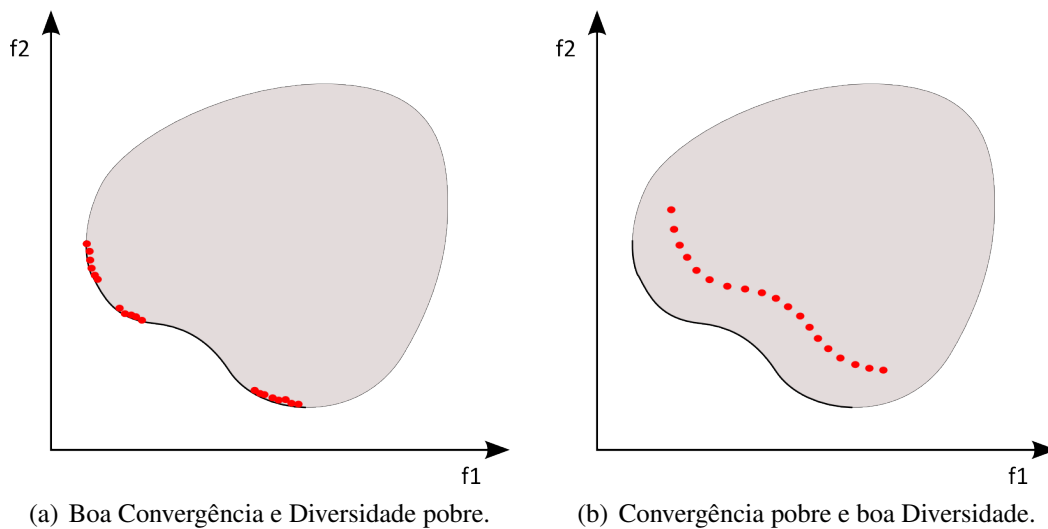 f2
f1
(a) Boa Convergência e Diversidade pobre.
f2
f1
(b) Convergência pobre e boa Diversidade.